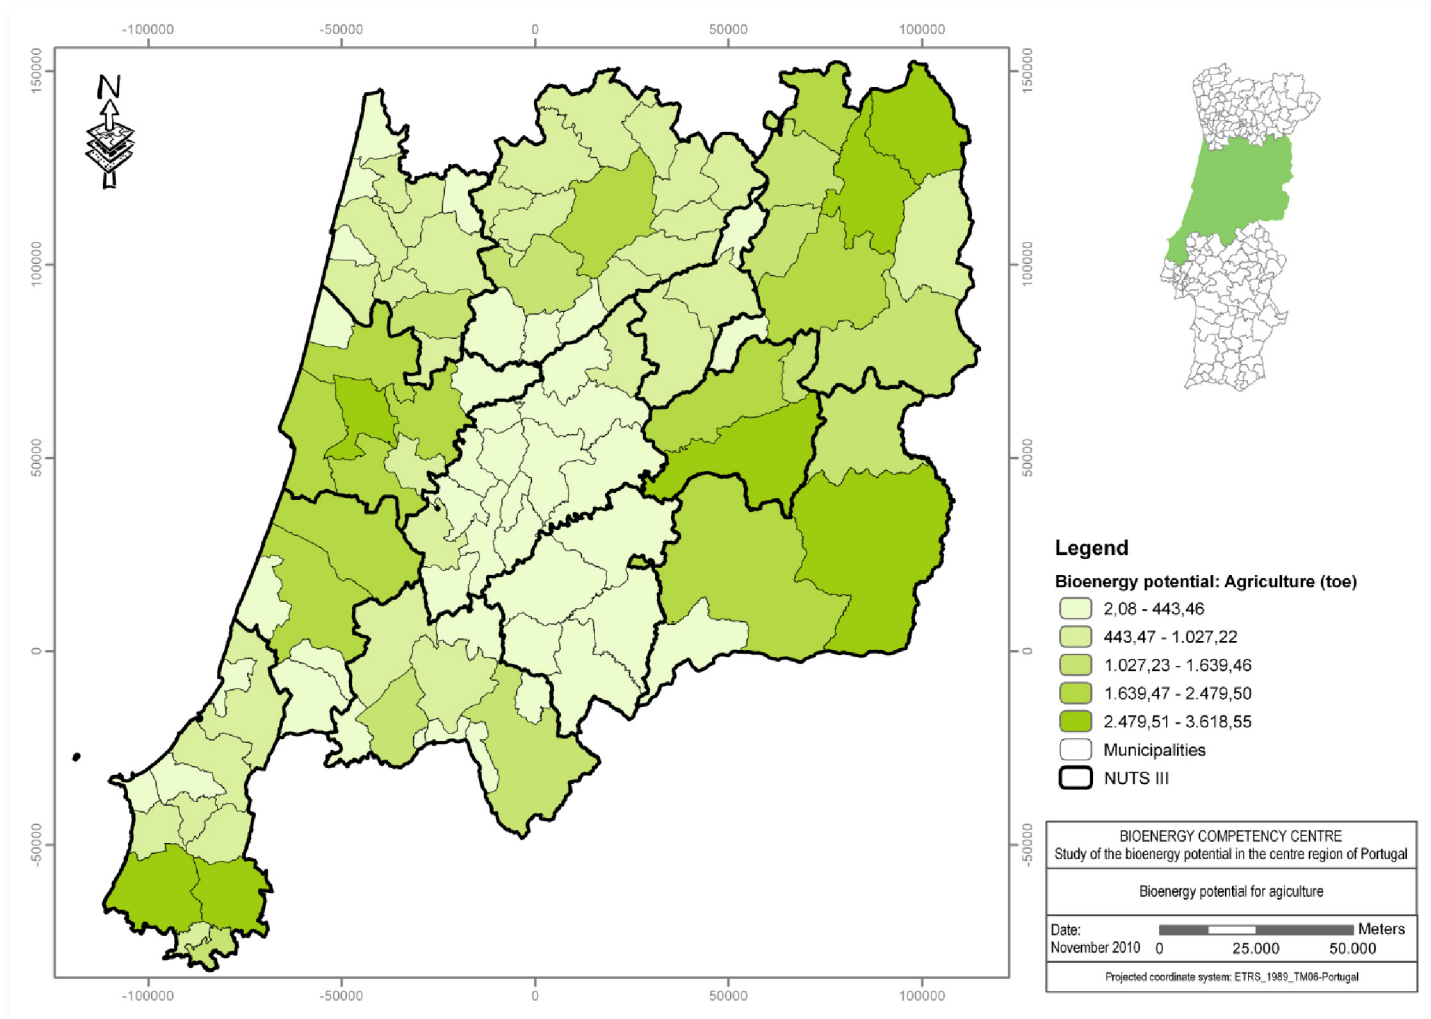 -100000 -50000 0 50000 100000
150000 150000
N
100000 100000
50000 50000
0 0
-50000 -50000
-100000 -50000 0 50000 100000
Legend
Bioenergy potential: Agriculture (toe)
2,08 - 443,46
443,47 - 1.027,22
1.027,23 - 1.639,46
1.639,47 - 2.479,50
2.479,51 - 3.618,55
Municipalities
NUTS III
BIOENERGY COMPETENCY CENTRE
Study of the bioenergy potential in the centre region of Portugal
Bioenergy potential for agiculture
Date:
November 2010
Meters
0 25.000 50.000
Projected coordinate system: ETRS_1989_TM06-Portugal